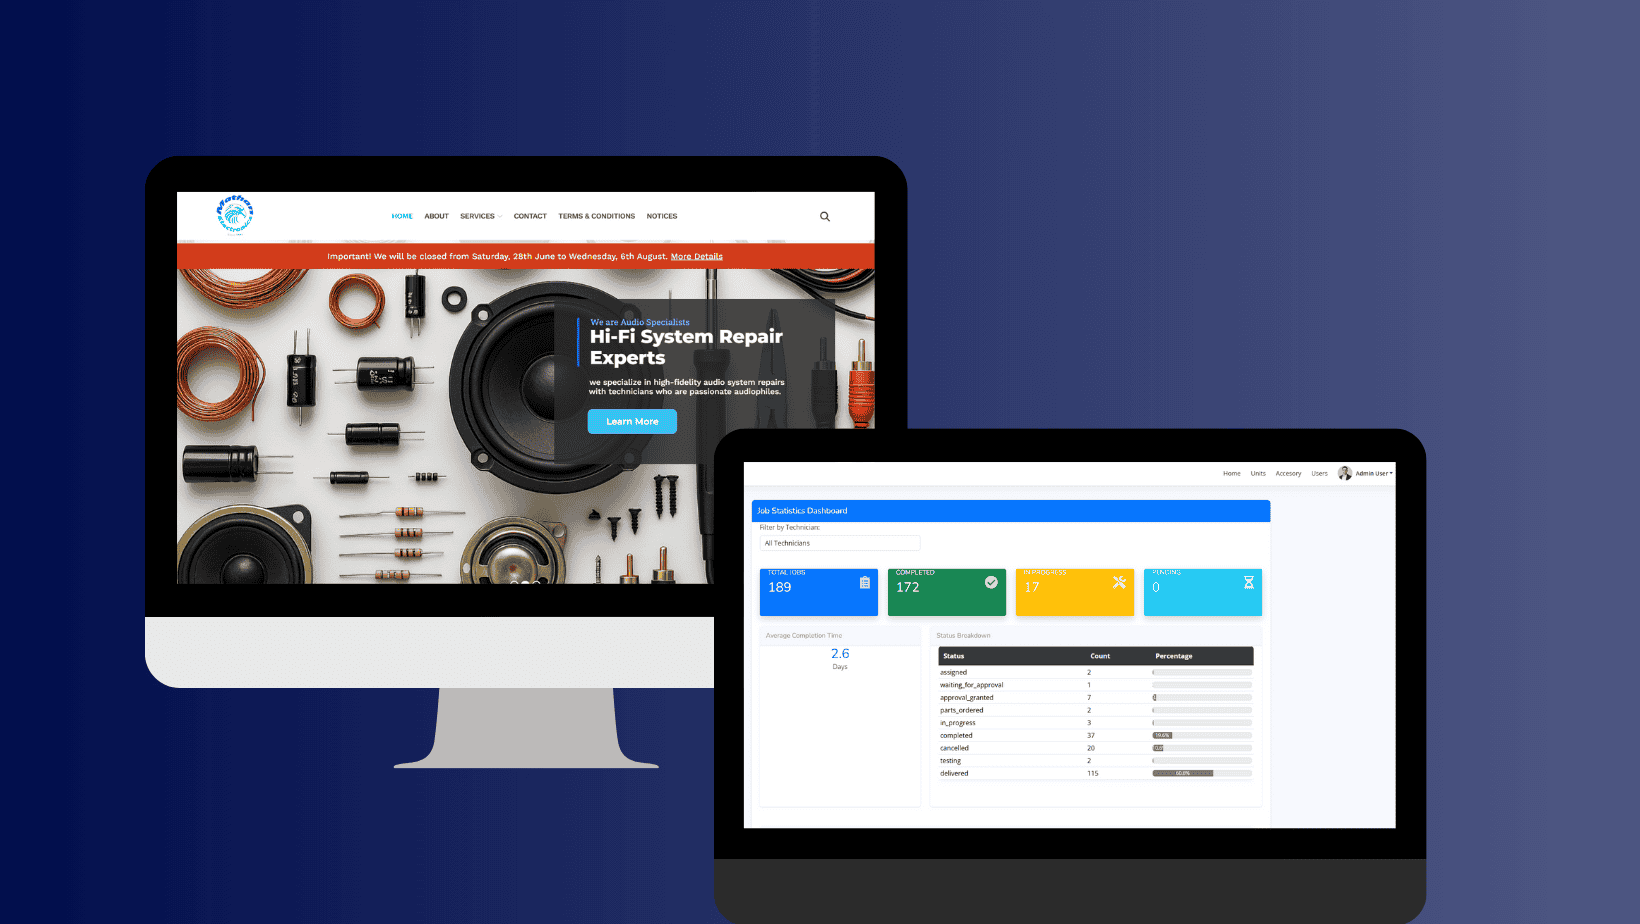 Mathan
Electronics
HOME
ABOUT
SERVICES
CONTACT
TERMS & CONDITIONS
NOTICES
Important! We will be closed from Saturday, 28th June to Wednesday, 6th August. More Details
We are Audio Specialists
Hi-Fi System Repair
Experts
we specialize in high-fidelity audio system repairs
with technicians who are passionate audiophiles.
Learn More
Home
Units
Accesory
Users
Admin User
Job Statistics Dashboard
Filter by Technician:
All Technicians
TOTAL JOBS
189
COMPLETED
172
IN PROGRESS
17
PENDING
0
Average Completion Time
2.6
Days
Status Breakdown
Status Count Percentage
assigned 2
waiting_for_approval 1
approval_granted 7
parts_ordered 2
in_progress 3
completed 37 19.6%
cancelled 20
testing 2
delivered 115 60.8%